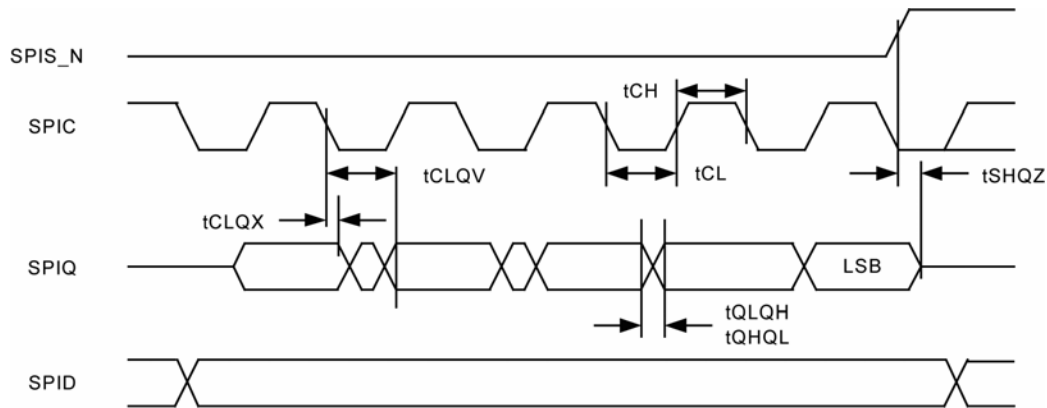 SPIS_N
SPIC
tCH
tCLQV
tCL
tSHQZ
tCLQX
SPIQ
LSB
tQLQH
tQHQL
SPID